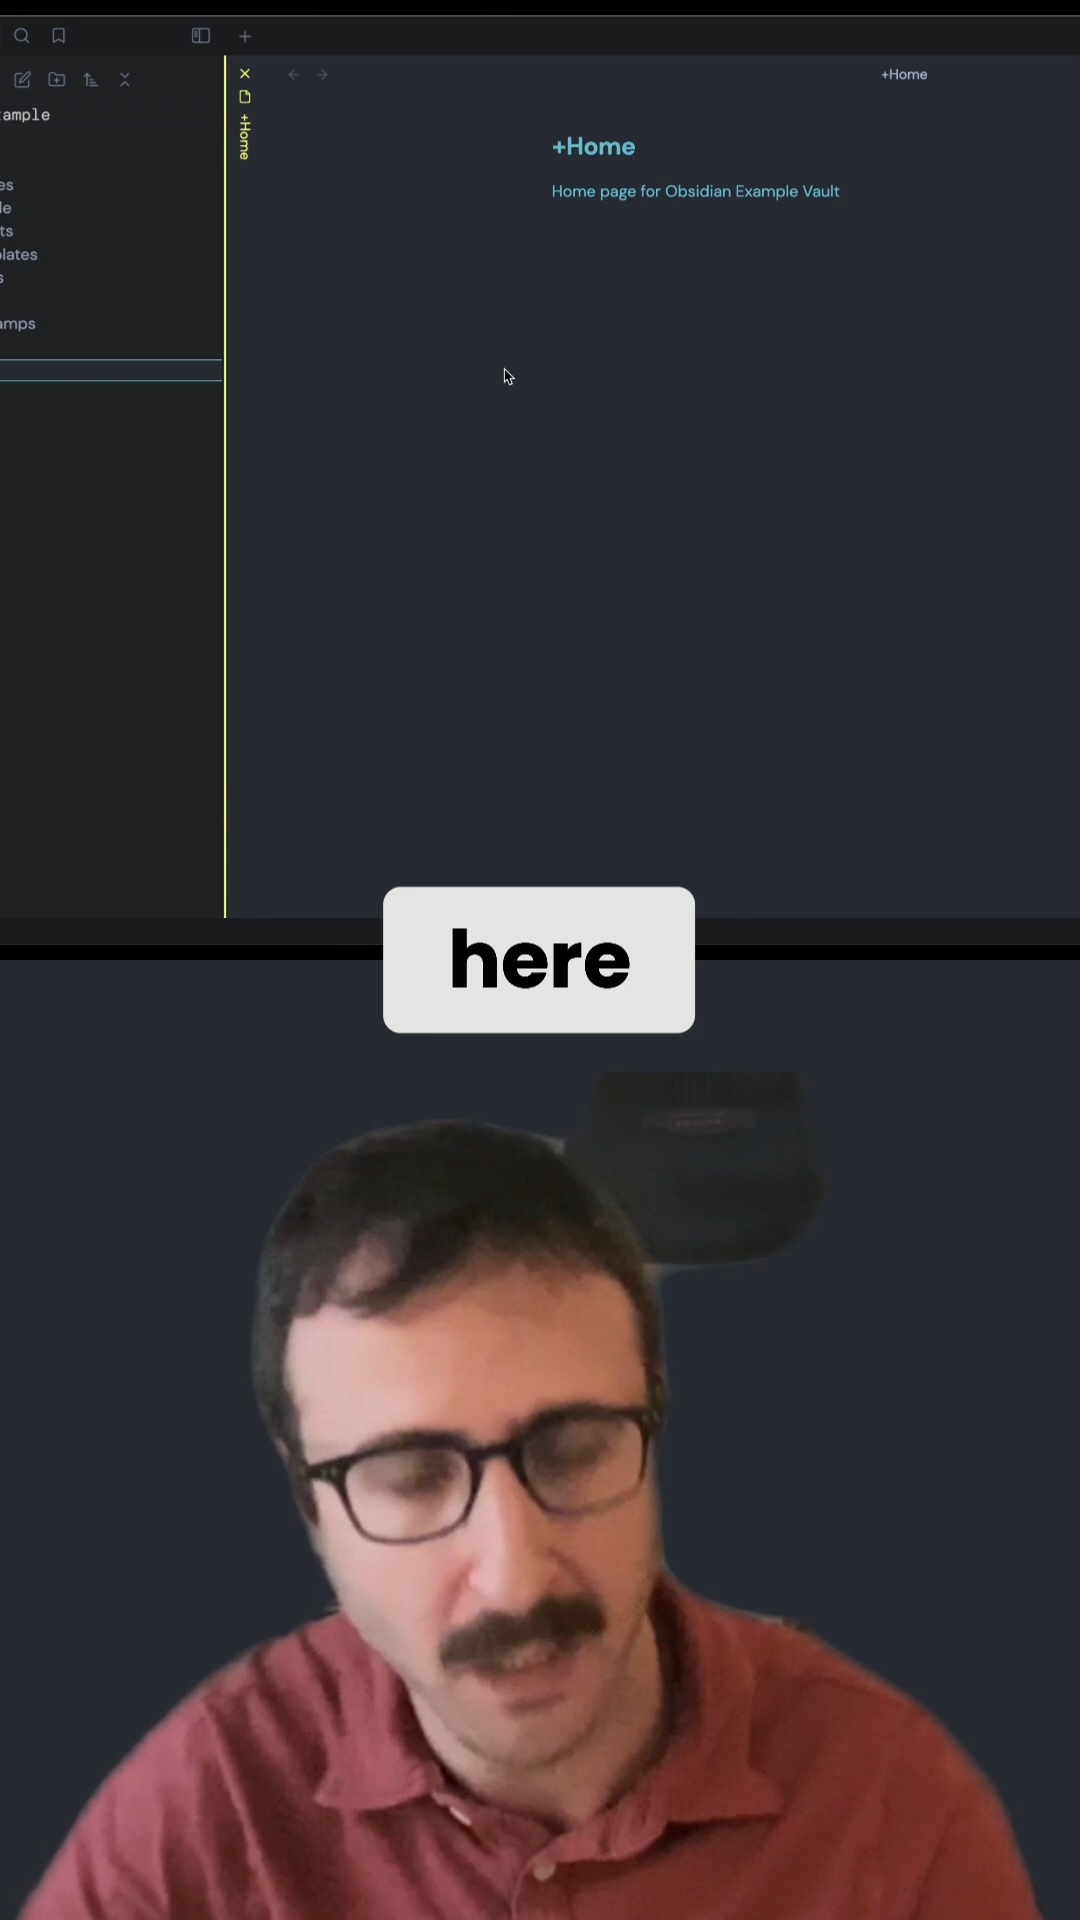 +Home
ample
+Home
+Home
Home page for Obsidian Example Vault
es
le
ts
lates
s
amps
here